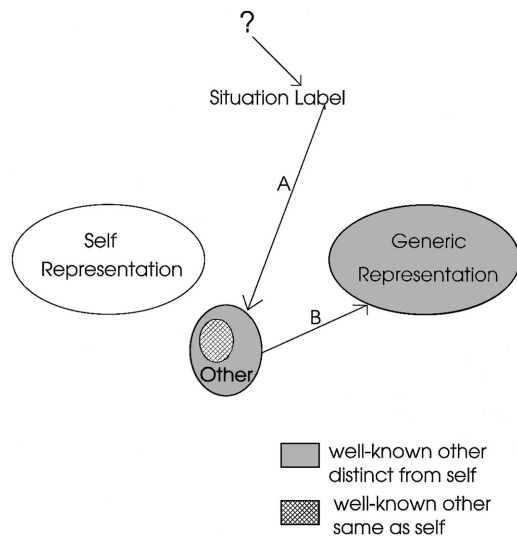 ?
Situation Label
A
Self
Representation
Generic
Representation
B
Other
well-known other
distinct from self
well-known other
same as self